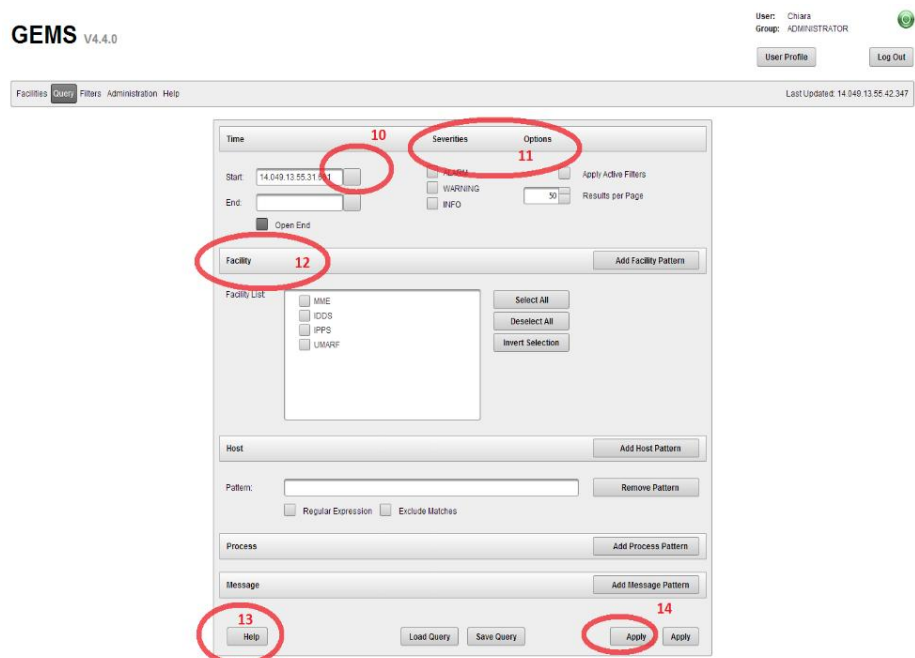 User: Chiara
GEMS V4.4.0
Group: ADMINISTRATOR
User Profile Log Out
Facilities Query Filters Administration Help Last Updated: 14.049.13.55.42.347
Time 10 Severities Options
11
Start: ALARM Apply Active Filters
WARNING 50 Results per Page
End: INFO
Open End
Facility 12 Add Facility Pattern
Facility List: MME Select All
IDDS Deselect All
IPPS Invert Selection
UMARF
Host Add Host Pattern
Pattern: Remove Pattern
Regular Expression Exclude Matches
Process Add Process Pattern
Message Add Message Pattern
13 14
Help Load Query Save Query Apply Apply